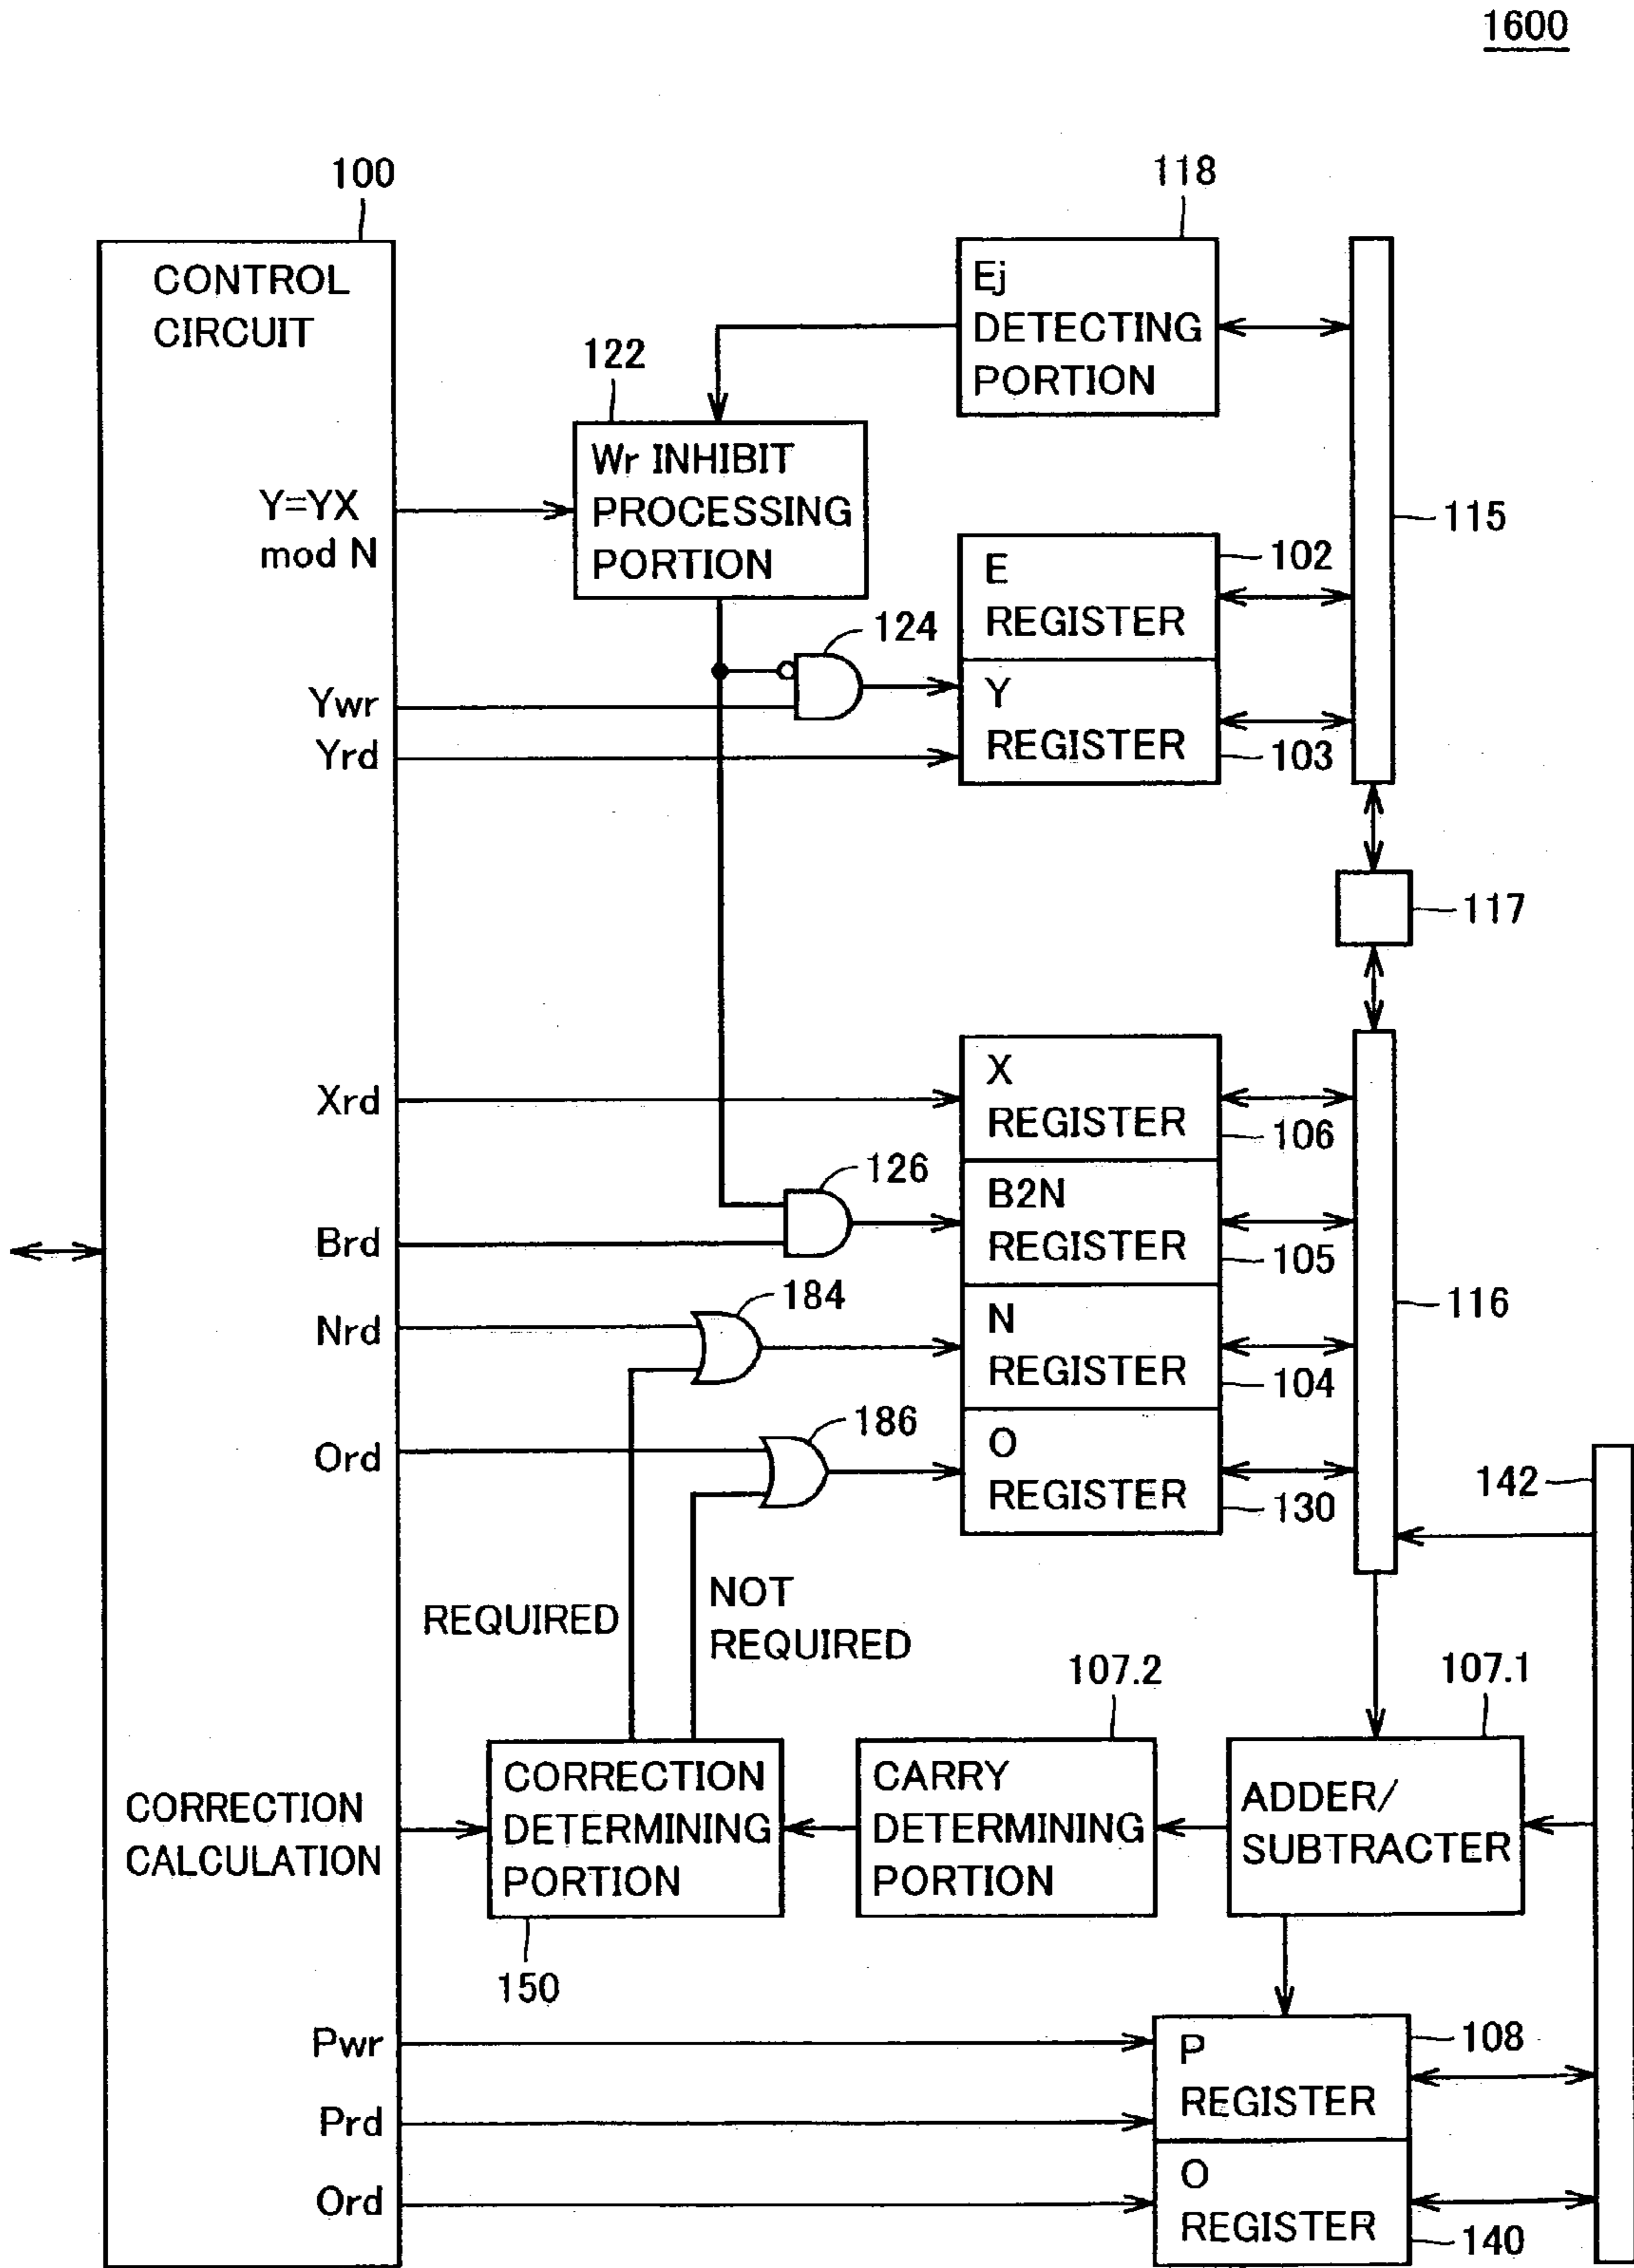 1600
100
118
CONTROL
CIRCUIT
Ej
DETECTING
PORTION
122
Wr INHIBIT
PROCESSING
PORTION
Y=YX
mod N
115
102
E
REGISTER
124
Ywr
Y
REGISTER
Yrd
103
117
X
REGISTER
Xrd
106
126
B2N
REGISTER
Brd
105
184
116
Nrd
N
REGISTER
104
186
Ord
O
REGISTER
142
130
REQUIRED
NOT
REQUIRED
107.2
107.1
CORRECTION
CALCULATION
CORRECTION
DETERMINING
PORTION
CARRY
DETERMINING
PORTION
ADDER/
SUBTRACTER
150
Pwr
P
REGISTER
108
Prd
Ord
O
REGISTER
140